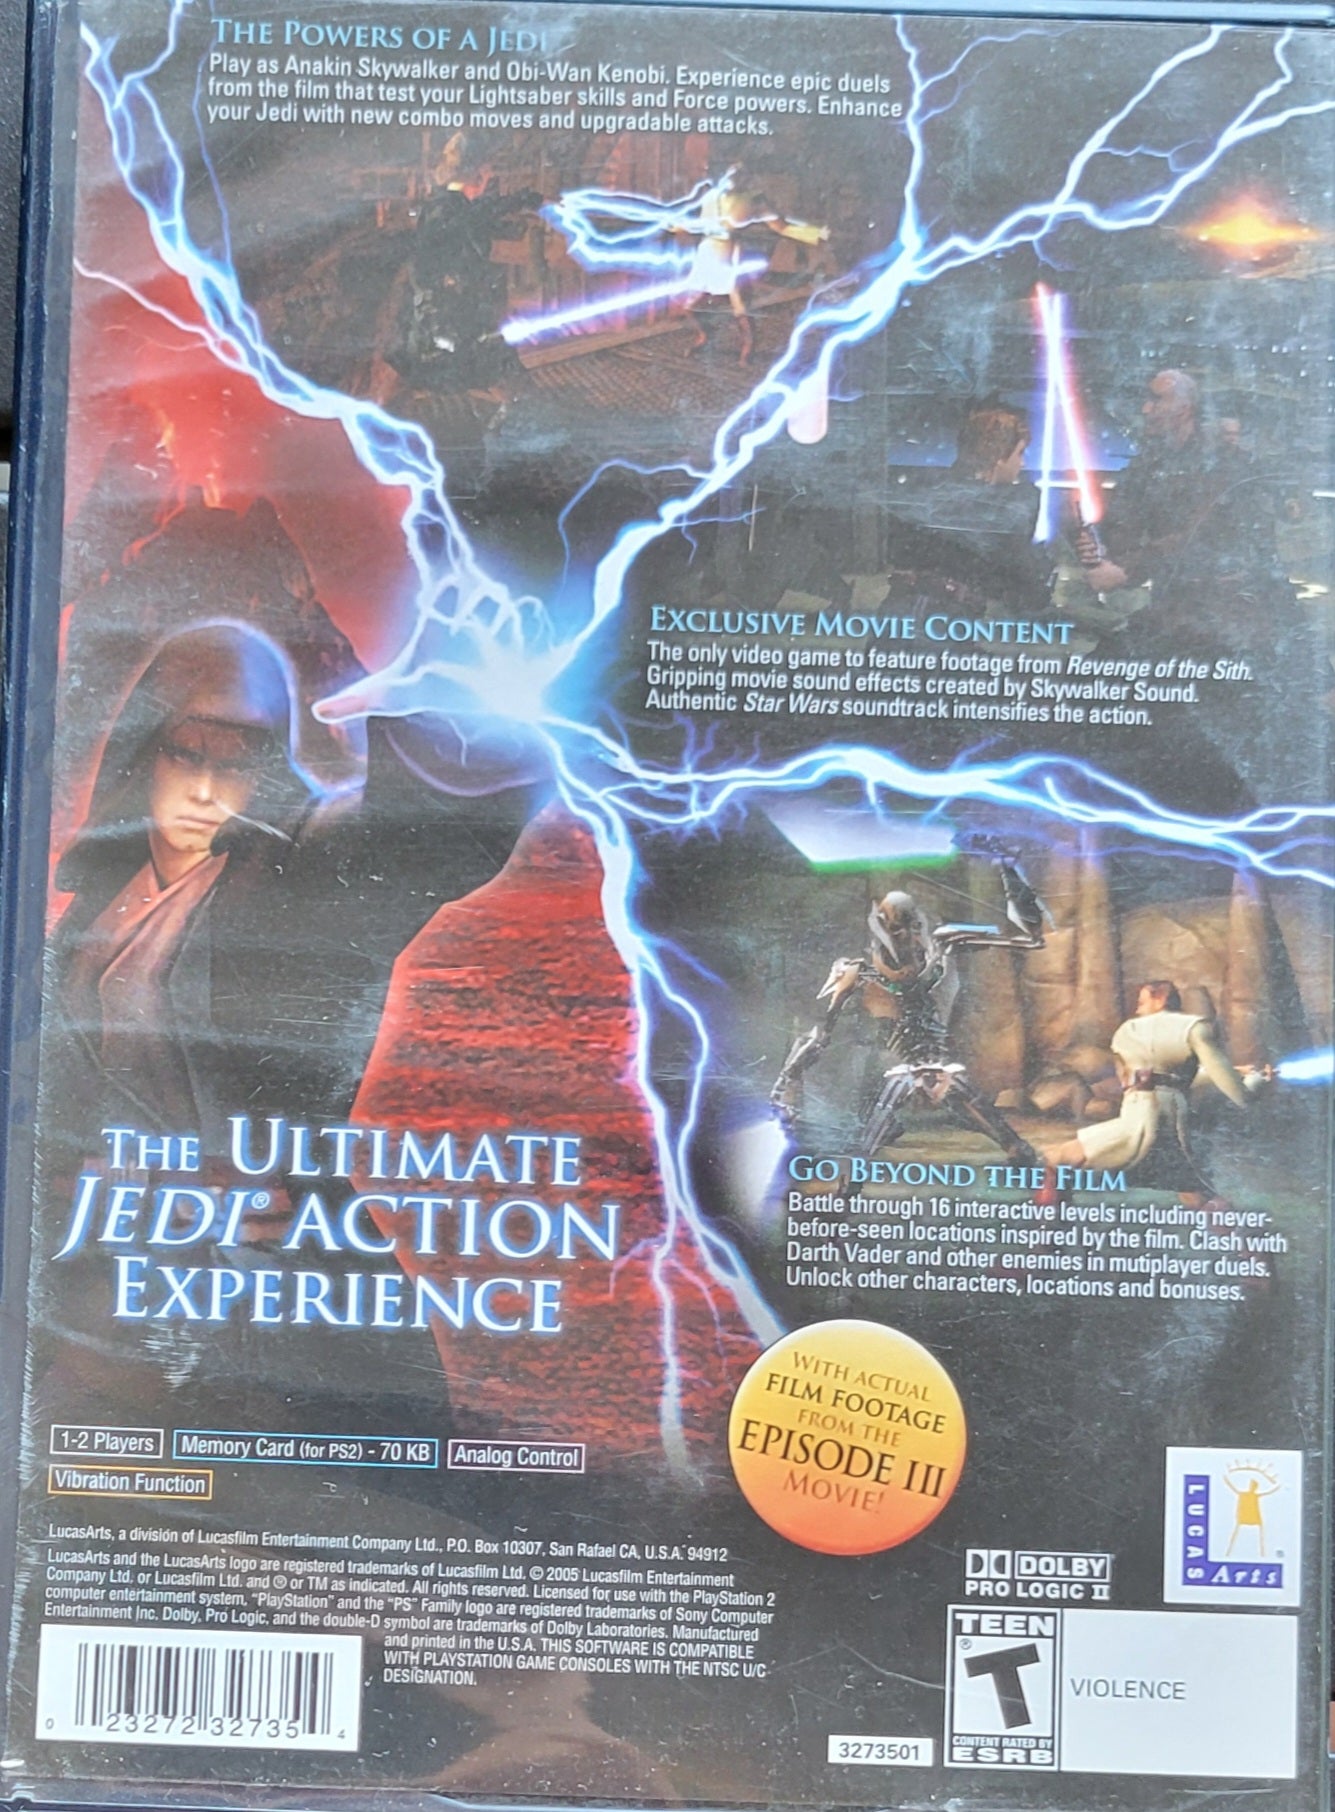 THE POWERS OF A JEDI
Play as Anakin Skywalker and Obi-Wan Kenobi. Experience epic duels
from the film that test your Lightsaber skills and Force powers. Enhance
your Jedi with new combo moves and upgradable attacks.
EXCLUSIVE MOVIE CONTENT
The only video game to feature footage from Revenge of the Sith.
Gripping movie sound effects created by Skywalker Sound.
Authentic Star Wars soundtrack intensifies the action.
GO BEYOND THE FILM
Battle through 16 interactive levels including never-
before-seen locations inspired by the film. Clash with
Darth Vader and other enemies in mutiplayer duels.
Unlock other characters, locations and bonuses.
THE ULTIMATE
JEDI® ACTION
EXPERIENCE
WITH ACTUAL
FILM FOOTAGE
FROM THE
EPISODE III
MOVIE!
1-2 Players
Memory Card (for PS2) - 70 KB
Analog Control
Vibration Function
LucasArts, a division of Lucasfilm Entertainment Company Ltd., P.O. Box 10307, San Rafael CA, U.S.A. 94912
LucasArts and the LucasArts logo are registered trademarks of Lucasfilm Ltd. © 2005 Lucasfilm Entertainment
Company Ltd. or Lucasfilm Ltd. and ® or TM as indicated. All rights reserved. Licensed for use with the PlayStation 2
computer entertainment system. "PlayStation" and the "PS" Family logo are registered trademarks of Sony Computer
Entertainment Inc. Dolby, Pro Logic, and the double-D symbol are trademarks of Dolby Laboratories. Manufactured
and printed in the U.S.A. THIS SOFTWARE IS COMPATIBLE
WITH PLAYSTATION GAME CONSOLES WITH THE NTSC U/C
DESIGNATION.
0 23272 32735 4
3273501
LUCAS
Arts
®
DOLBY
PRO LOGIC II
TEEN
®
T
CONTENT RATED BY
ESRB
VIOLENCE